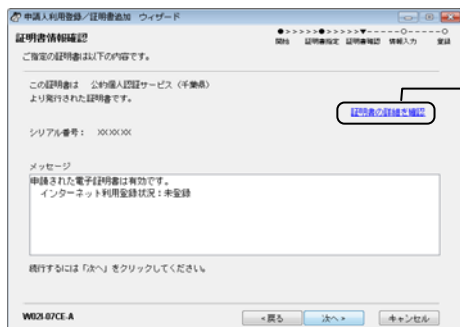 申請人利用登録/証明書追加 ウィザード
証明書情報確認
●>>>>>●>>>>>▼-----○-----○
開始 証明書指定 証明書確認 情報入力 登録
ご指定の証明書は以下の内容です。
この証明書は 公的個人認証サービス(千葉県)
より発行された証明書です。
証明書の詳細を確認
シリアル番号: XXXXXXX
メッセージ
申請された電子証明書は有効です。
インターネット利用登録状況:未登録
続行するには「次へ」をクリックしてください。
W02I-07CE-A
<戻る
次へ>
キャンセル